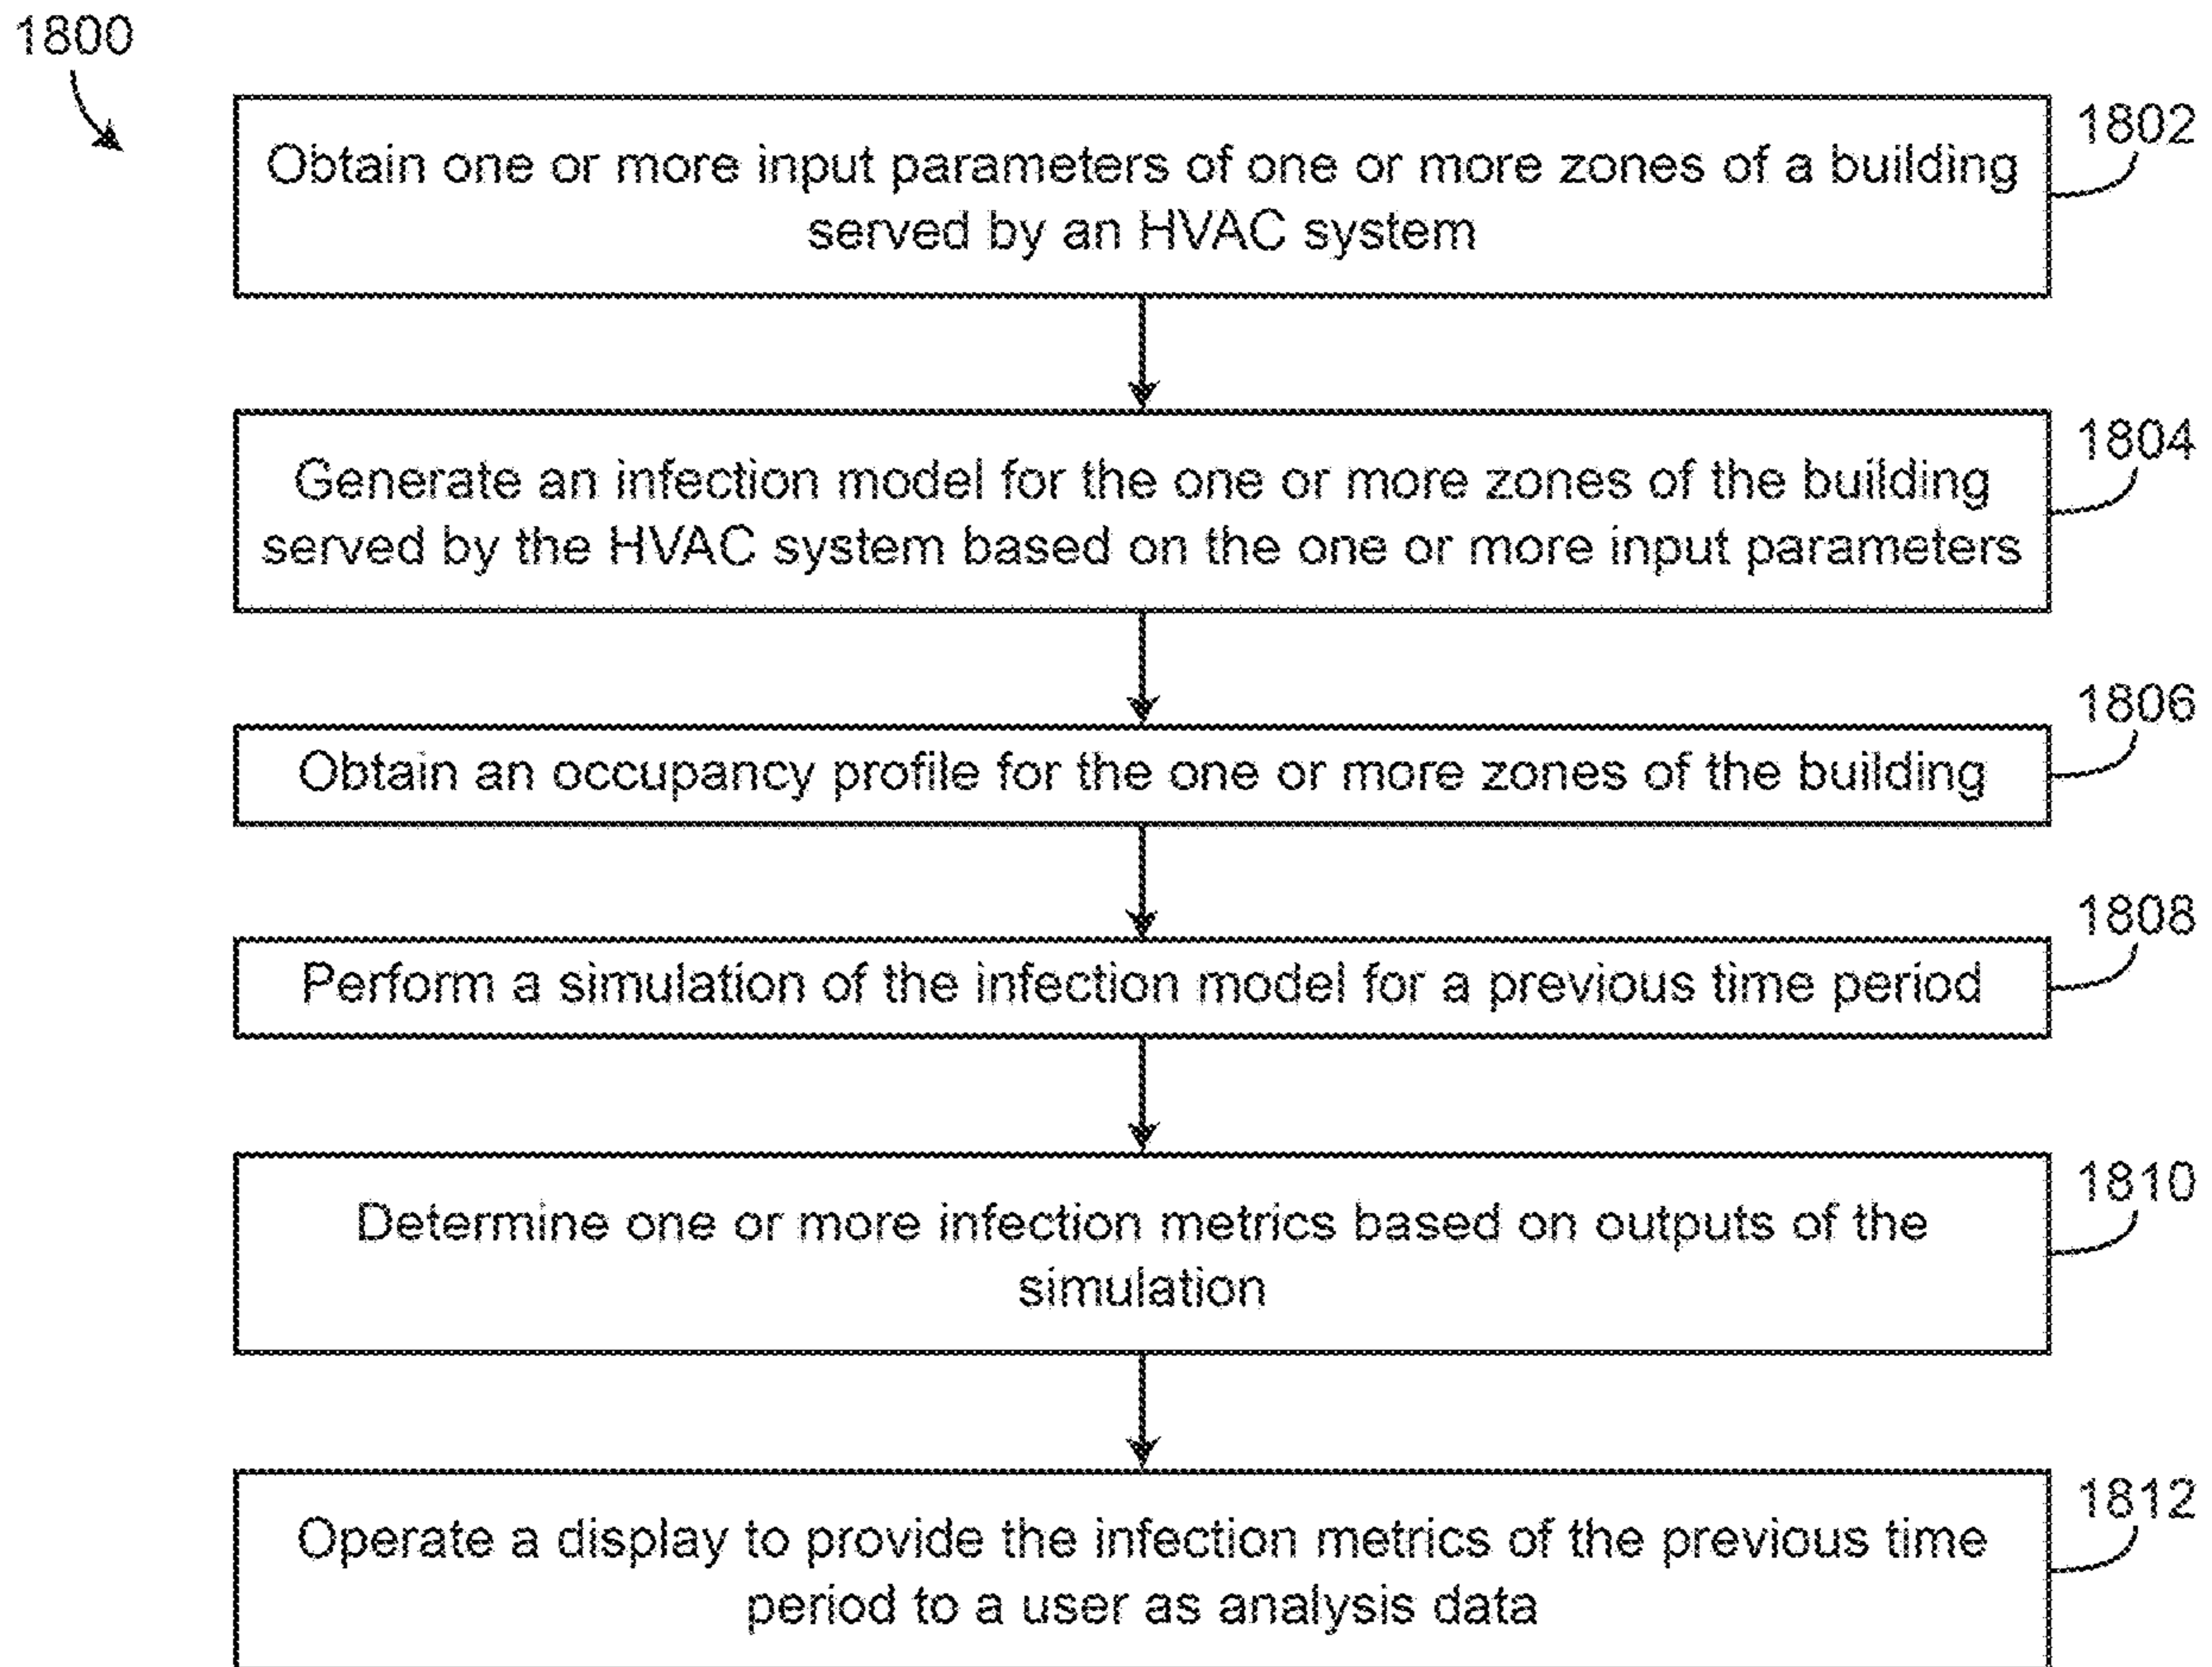 1800
Obtain one or more input parameters of one or more zones of a building
served by an HVAC system
1802
Generate an infection model for the one or more zones of the building
served by the HVAC system based on the one or more input parameters
1804
Obtain an occupancy profile for the one or more zones of the building
1806
Perform a simulation of the infection model for a previous time period
1808
Determine one or more infection metrics based on outputs of the
simulation
1810
Operate a display to provide the infection metrics of the previous time
period to a user as analysis data
1812